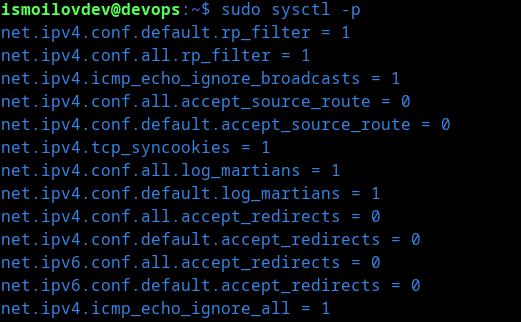 ismoilovdev@devops:~$ sudo sysctl -p
net.ipv4.conf.default.rp_filter = 1
net.ipv4.conf.all.rp_filter = 1
net.ipv4.icmp_echo_ignore_broadcasts = 1
net.ipv4.conf.all.accept_source_route = 0
net.ipv4.conf.default.accept_source_route = 0
net.ipv4.tcp_syncookies = 1
net.ipv4.conf.all.log_martians = 1
net.ipv4.conf.default.log_martians = 1
net.ipv4.conf.all.accept_redirects = 0
net.ipv4.conf.default.accept_redirects = 0
net.ipv6.conf.all.accept_redirects = 0
net.ipv6.conf.default.accept_redirects = 0
net.ipv4.icmp_echo_ignore_all = 1